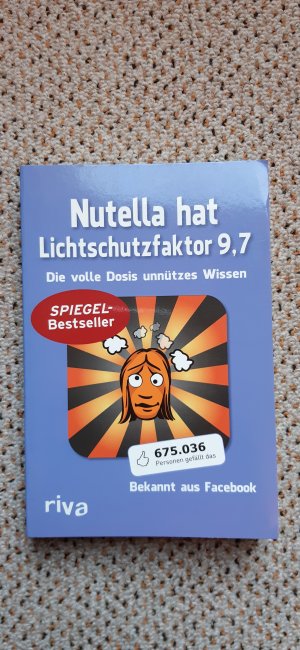 Nutella hat
Lichtschutzfaktor 9,7
Die volle Dosis unnützes Wissen
SPIEGEL-
Bestseller
675.036
Personen gefällt das
Bekannt aus Facebook
riva